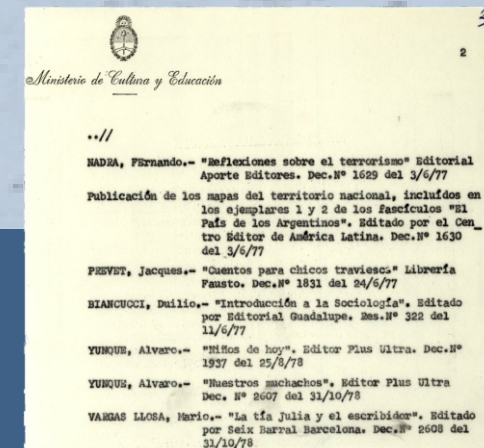 2
Ministerio de Cultura y Educación
..//
NADRA, FErnando.- "Reflexiones sobre el terrorismo" Editorial
Aporte Editores. Dec.Nº 1629 del 3/6/77
Publicación de los mapas del territorio nacional, incluídos en
los ejemplares 1 y 2 de los fascículos "El
País de los Argentinos". Editado por el Cen_
tro Editor de América Latina. Dec.Nº 1630
del 3/6/77
PREVET, Jacques.- "Cuentos para chicos traviesos" Librería
Fausto. Dec.Nº 1831 del 24/6/77
BIANCUCCI, Duilio.- "Introducción a la Sociología". Editado
por Editorial Guadalupe. Res.Nº 322 del
11/6/77
YUNQUE, Alvaro.- "Niños de hoy". Editor Plus Ultra. Dec.Nº
1937 del 25/8/78
YUNQUE, Alvaro.- "Nuestros muchachos". Editor Plus Ultra
Dec. Nº 2607 del 31/10/78
VARGAS LLOSA, Mario.- "La tía Julia y el escribidor". Editado
por Seix Barral Barcelona. Dec.Nº 2608 del
31/10/78